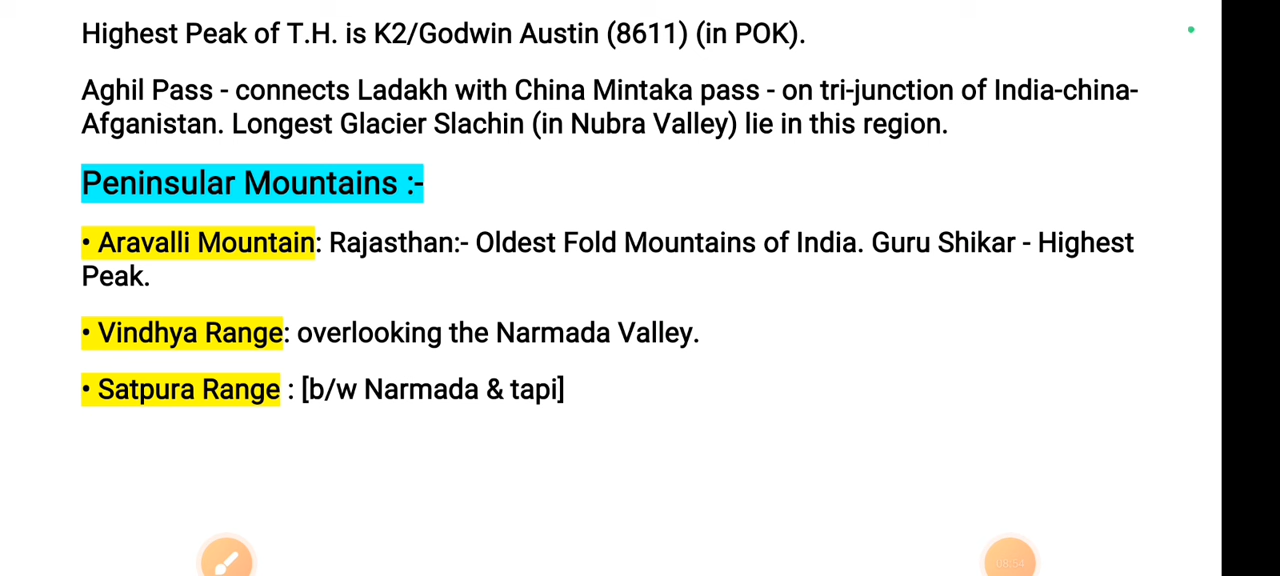 Highest Peak of T.H. is K2/Godwin Austin (8611) (in POK).
Aghil Pass - connects Ladakh with China Mintaka pass - on tri-junction of India-china-
Afganistan. Longest Glacier Slachin (in Nubra Valley) lie in this region.
Peninsular Mountains :-
• Aravalli Mountain: Rajasthan:- Oldest Fold Mountains of India. Guru Shikar - Highest
Peak.
• Vindhya Range: overlooking the Narmada Valley.
• Satpura Range : [b/w Narmada & tapi]
08:54